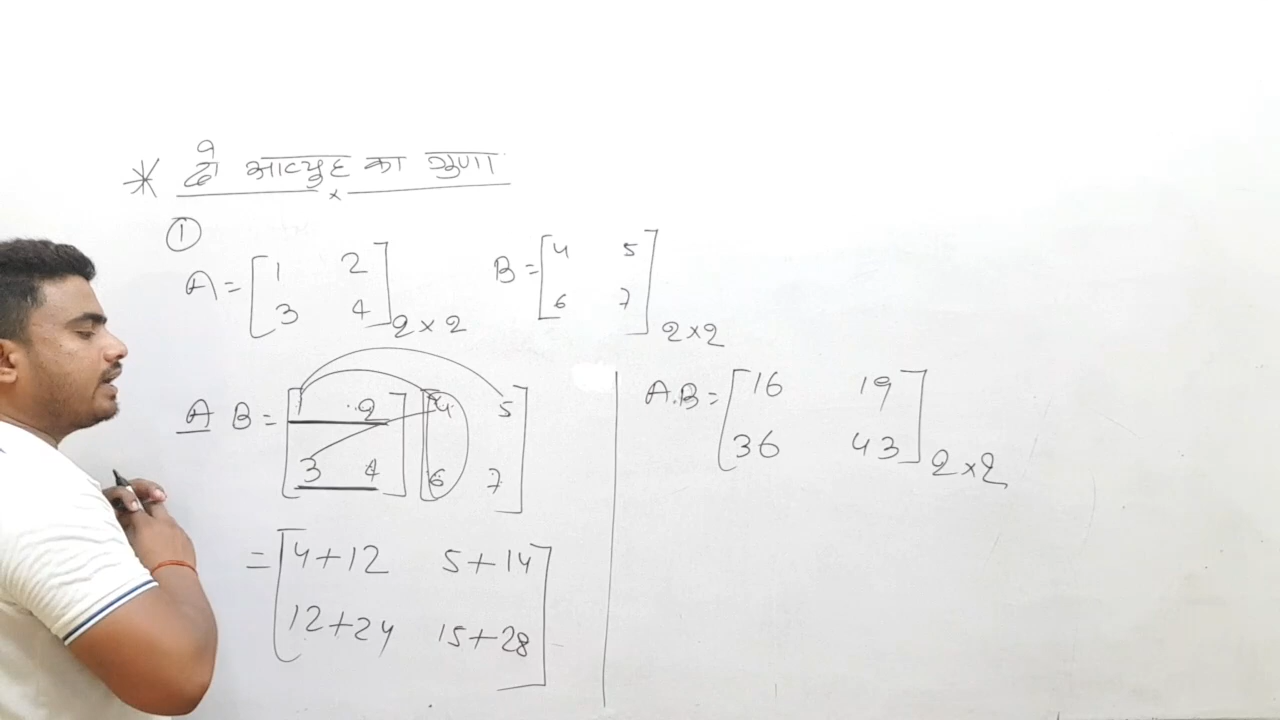 * दो आव्युह का गुणा
①
A = [1 2
3 4] 2×2
B = [4 5
6 7] 2×2
A B = [1 2
3 4] [4 5
6 7]
= [4+12 5+14
12+24 15+28]
A.B = [16 19
36 43] 2×2